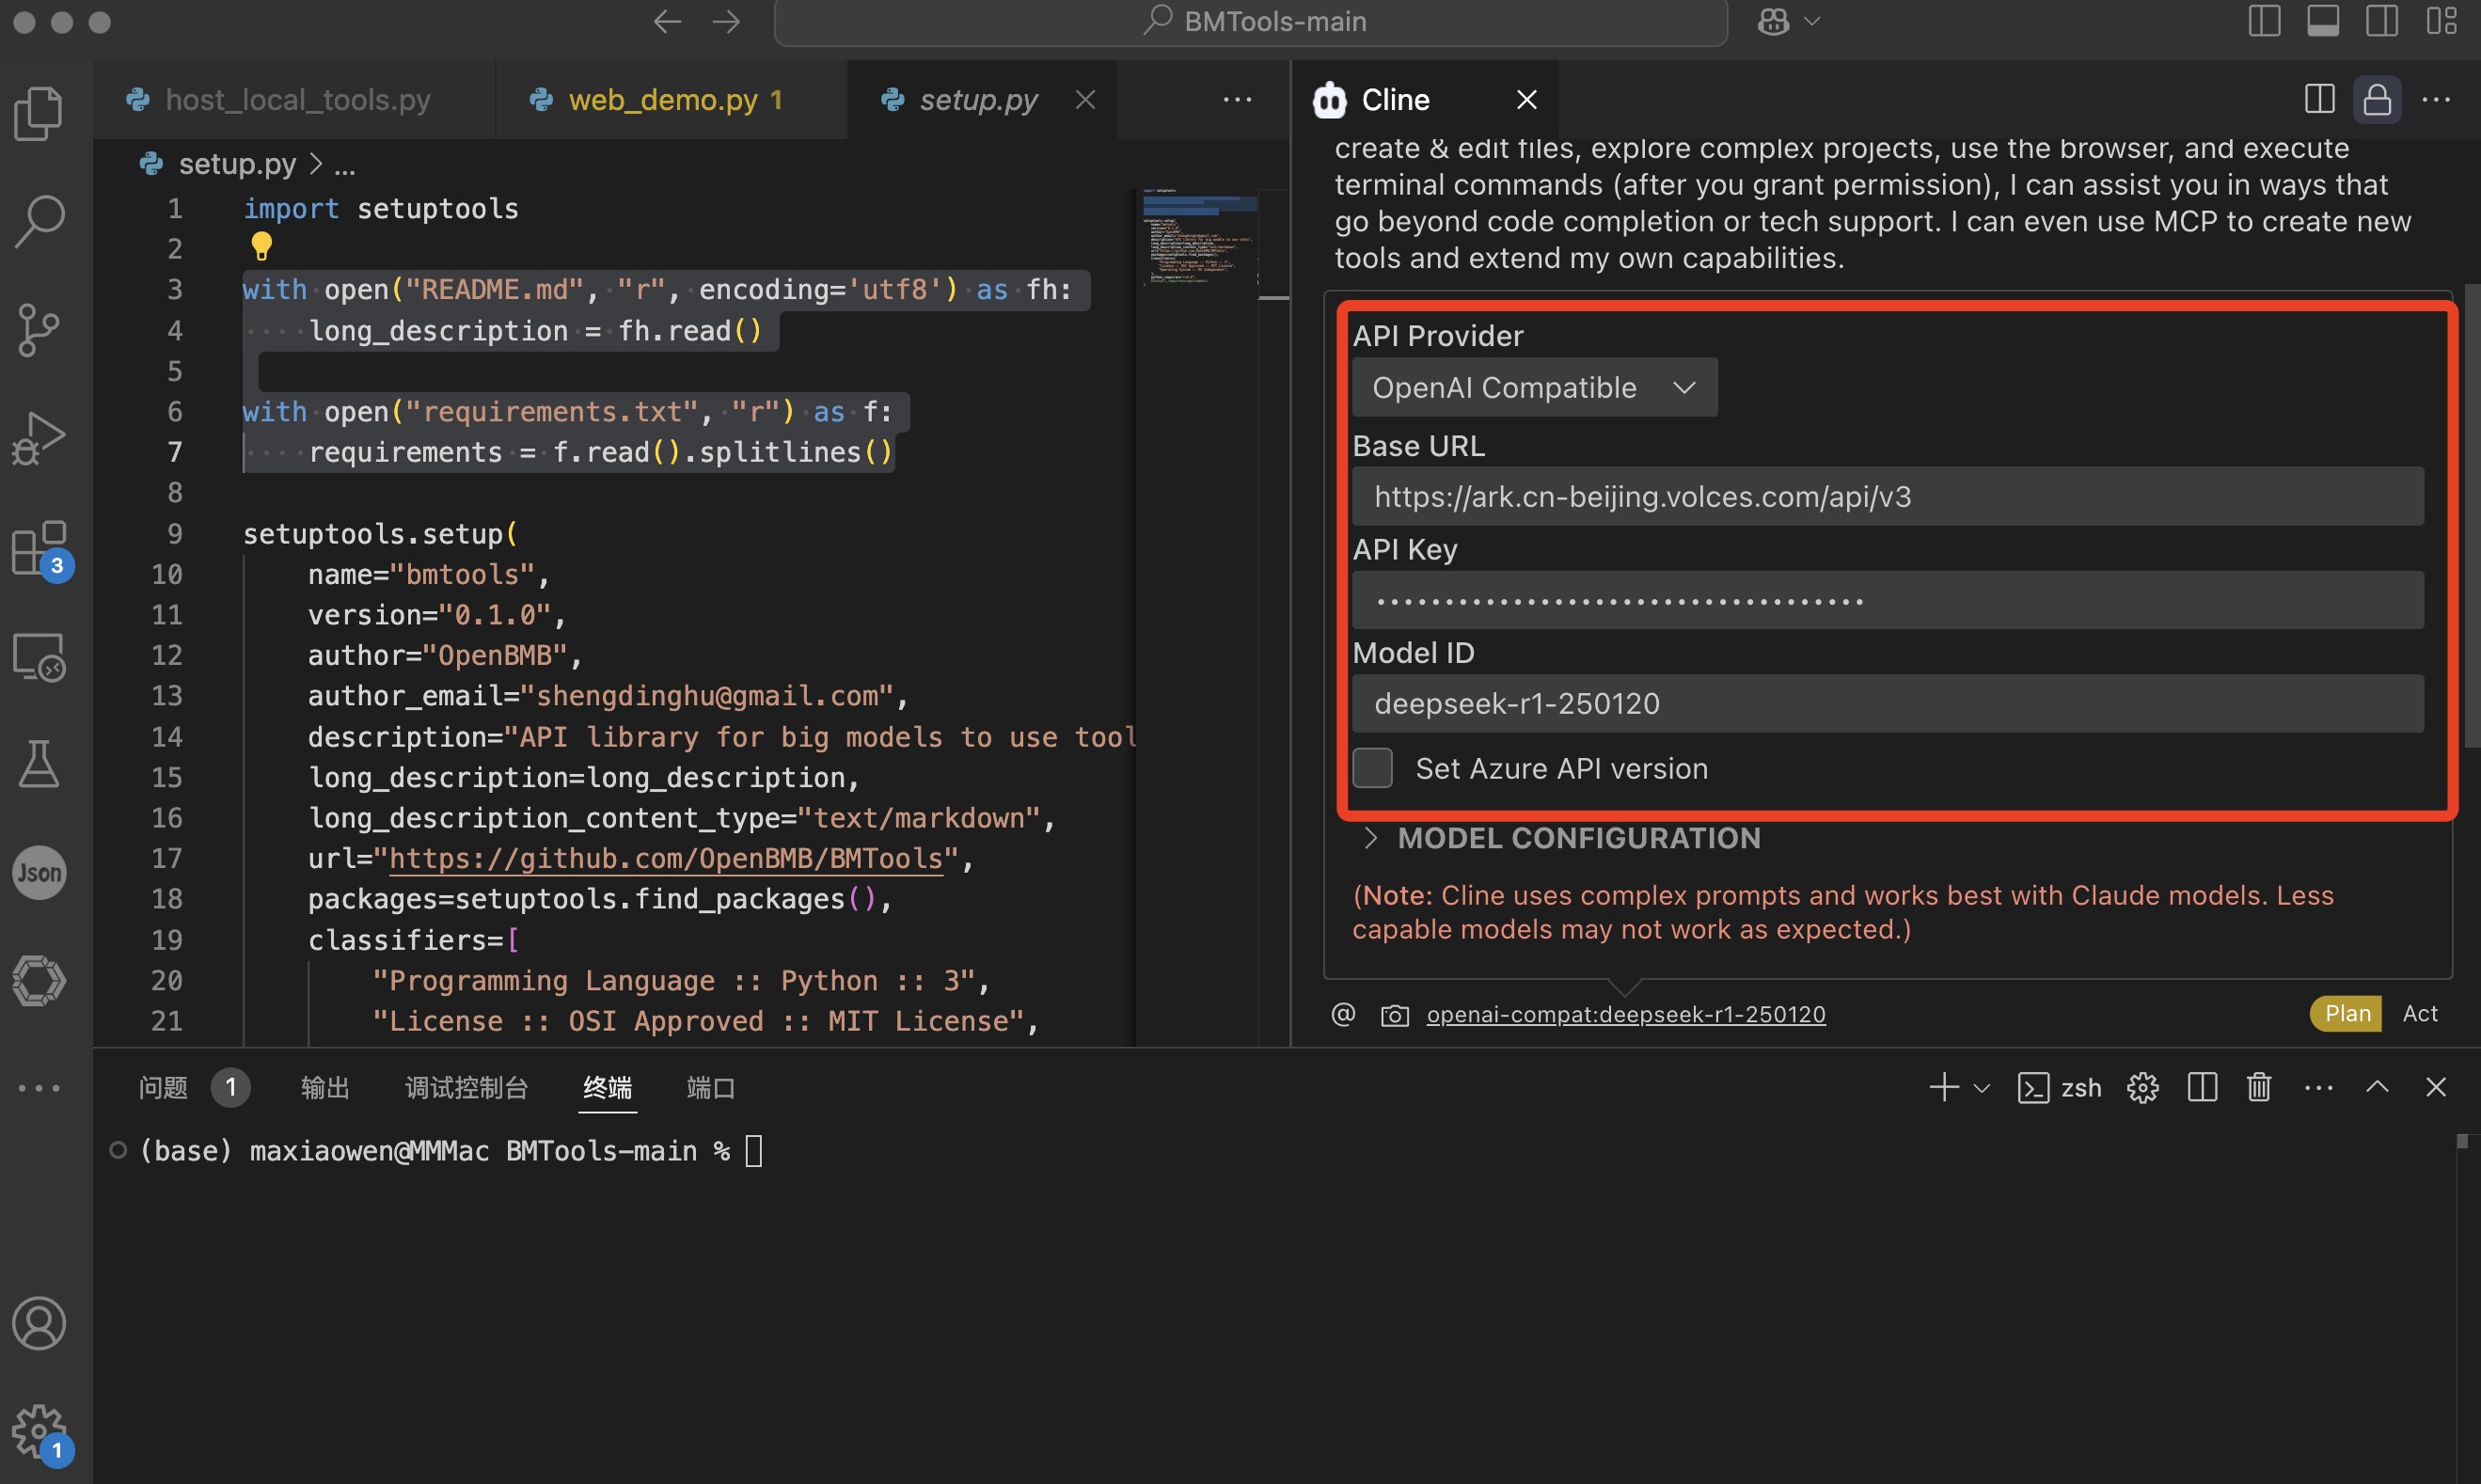 BMTools-main
host_local_tools.py
web_demo.py 1
setup.py
setup.py > ...
1 import setuptools
2
3 with open("README.md", "r", encoding='utf8') as fh:
4 long_description = fh.read()
5
6 with open("requirements.txt", "r") as f:
7 requirements = f.read().splitlines()
8
9 setuptools.setup(
10 name="bmtools",
11 version="0.1.0",
12 author="OpenBMB",
13 author_email="shengdinghu@gmail.com",
14 description="API library for big models to use tool
15 long_description=long_description,
16 long_description_content_type="text/markdown",
17 url="https://github.com/OpenBMB/BMTools",
18 packages=setuptools.find_packages(),
19 classifiers=[
20 "Programming Language :: Python :: 3",
21 "License :: OSI Approved :: MIT License",
Cline
create & edit files, explore complex projects, use the browser, and execute
terminal commands (after you grant permission), I can assist you in ways that
go beyond code completion or tech support. I can even use MCP to create new
tools and extend my own capabilities.
API Provider
OpenAI Compatible
Base URL
https://ark.cn-beijing.volces.com/api/v3
API Key
Model ID
deepseek-r1-250120
Set Azure API version
MODEL CONFIGURATION
(Note: Cline uses complex prompts and works best with Claude models. Less
capable models may not work as expected.)
@ openai-compat:deepseek-r1-250120
Plan Act
3
Json
1
问题 1 输出 调试控制台 终端 端口
zsh
(base) maxiaowen@MMMac BMTools-main %